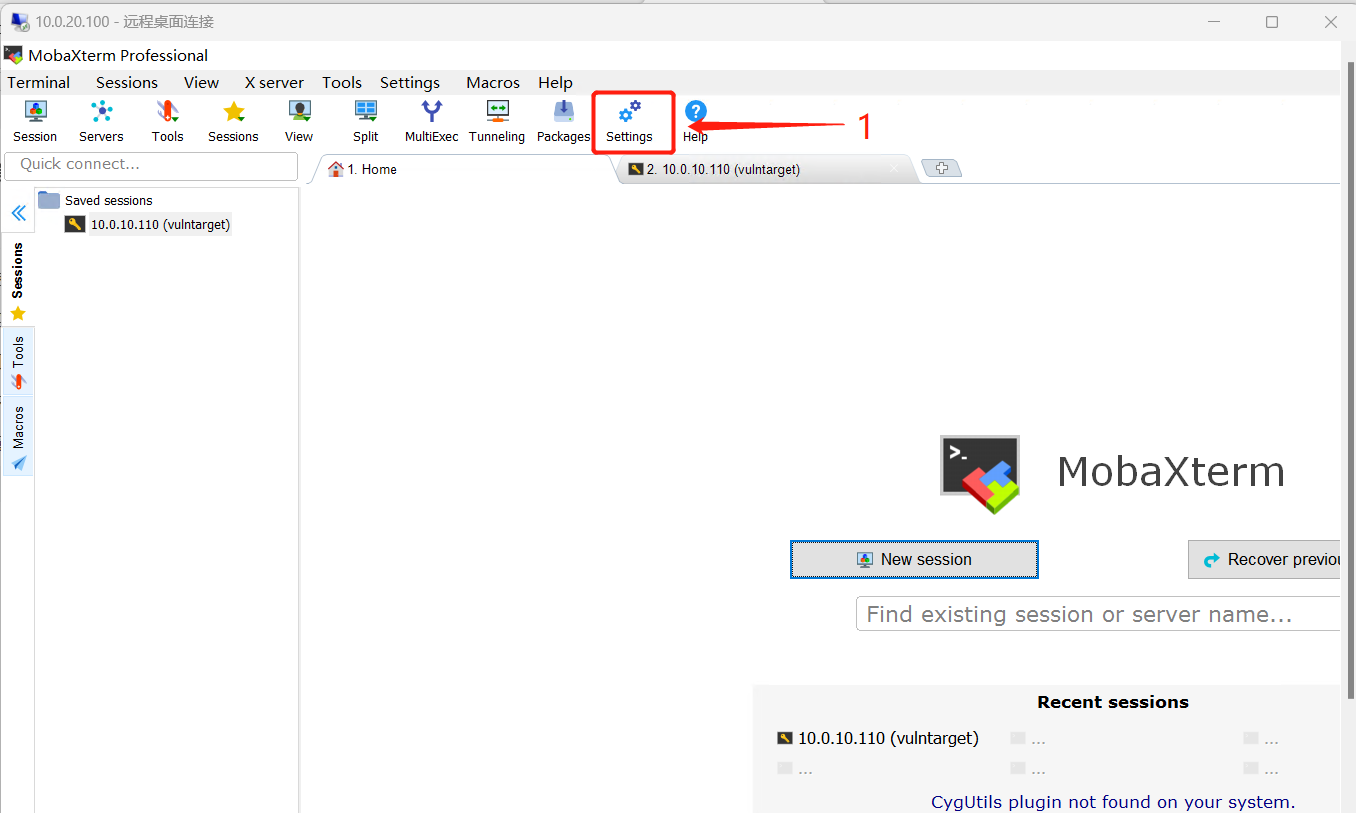 10.0.20.100 - 远程桌面连接
MobaXterm Professional
Terminal Sessions View X server Tools Settings Macros Help
Session Servers Tools Sessions View Split MultiExec Tunneling Packages Settings Help
1
Quick connect...
1. Home
2. 10.0.10.110 (vulntarget)
Saved sessions
10.0.10.110 (vulntarget)
Sessions
Tools
Macros
>_
MobaXterm
New session
Recover previou
Find existing session or server name...
Recent sessions
10.0.10.110 (vulntarget) ... ...
... ... ...
CygUtils plugin not found on your system.